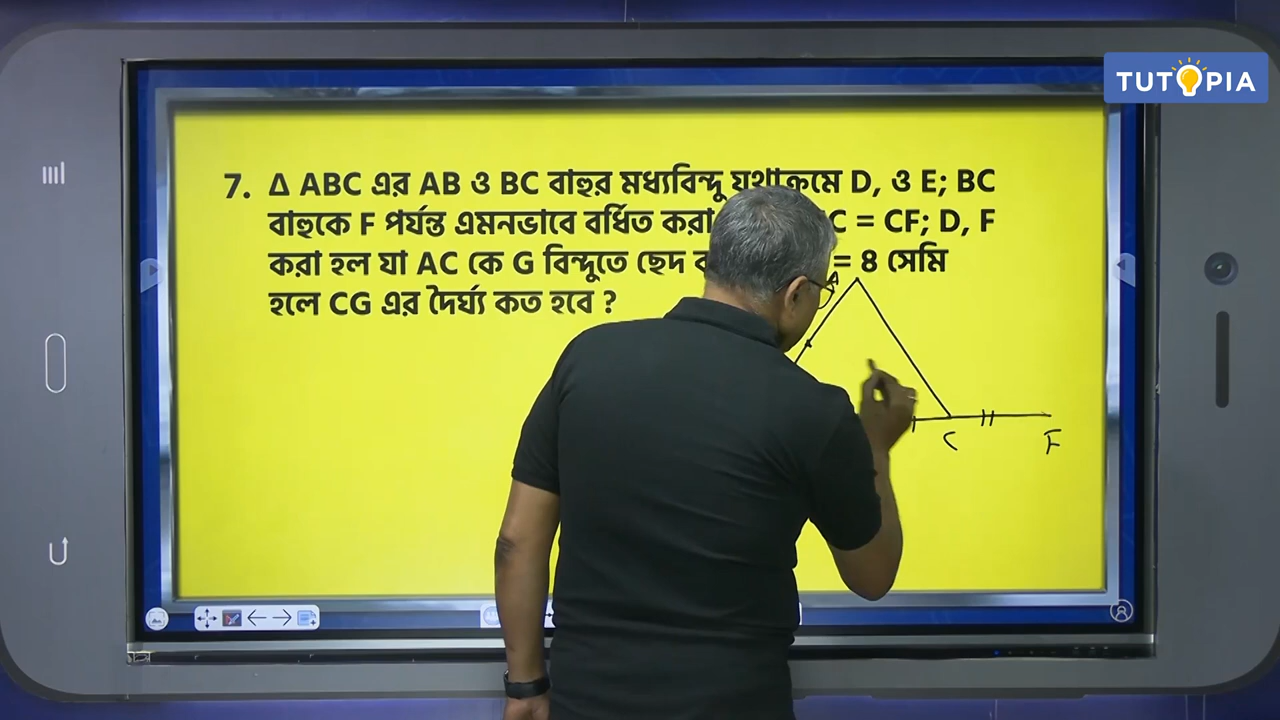 TUTOPIA
7. Δ ABC এর AB ও BC বাহুর মধ্যবিন্দু যথাক্রমে D, ও E; BC
বাহুকে F পর্যন্ত এমনভাবে বর্ধিত করা C = CF; D, F
করা হল যা AC কে G বিন্দুতে ছেদ = 8 সেমি
হলে CG এর দৈর্ঘ্য কত হবে ?
A
C F